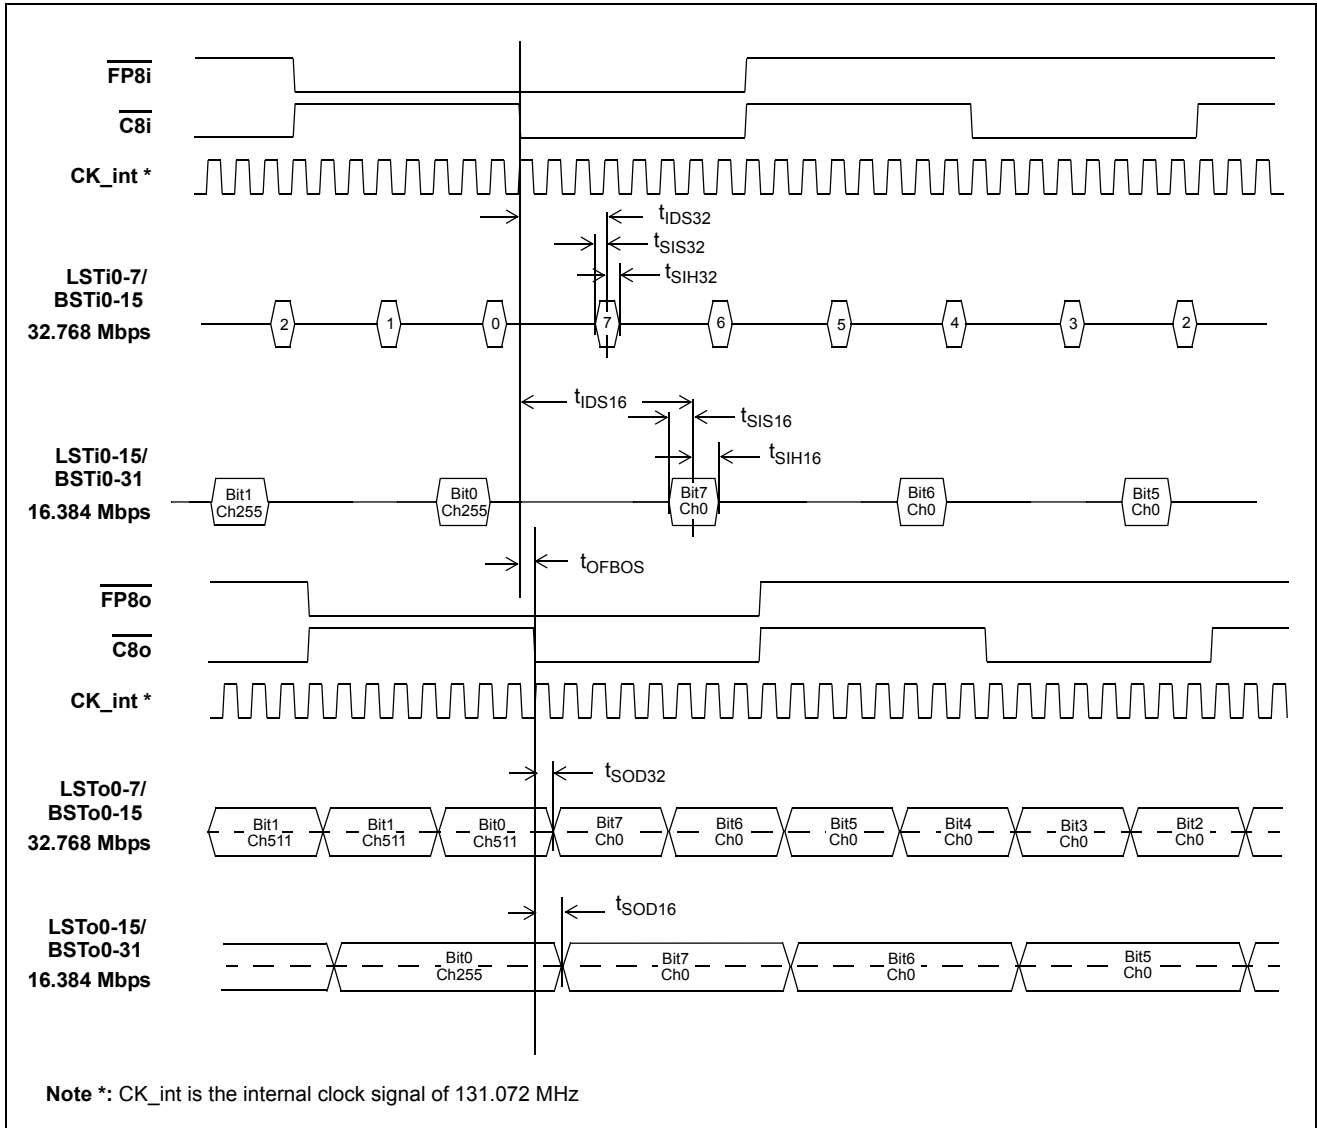 FP8i
C8i
CK_int *
tIDS32
tSIS32
tSIH32
LSTi0-7/
BSTi0-15
32.768 Mbps
2 1 0 7 6 5 4 3 2
tIDS16
tSIS16
tSIH16
LSTi0-15/
BSTi0-31
16.384 Mbps
Bit1 Bit0 Bit7 Bit6 Bit5
Ch255 Ch255 Ch0 Ch0 Ch0
tOFBOS
FP8o
C8o
CK_int *
tSOD32
LSTo0-7/
BSTo0-15
32.768 Mbps
Bit1 Bit1 Bit0 Bit7 Bit6 Bit5 Bit4 Bit3 Bit2
Ch511 Ch511 Ch511 Ch0 Ch0 Ch0 Ch0 Ch0 Ch0
tSOD16
LSTo0-15/
BSTo0-31
16.384 Mbps
Bit0 Bit7 Bit6 Bit5
Ch255 Ch0 Ch0 Ch0
Note *: CK_int is the internal clock signal of 131.072 MHz